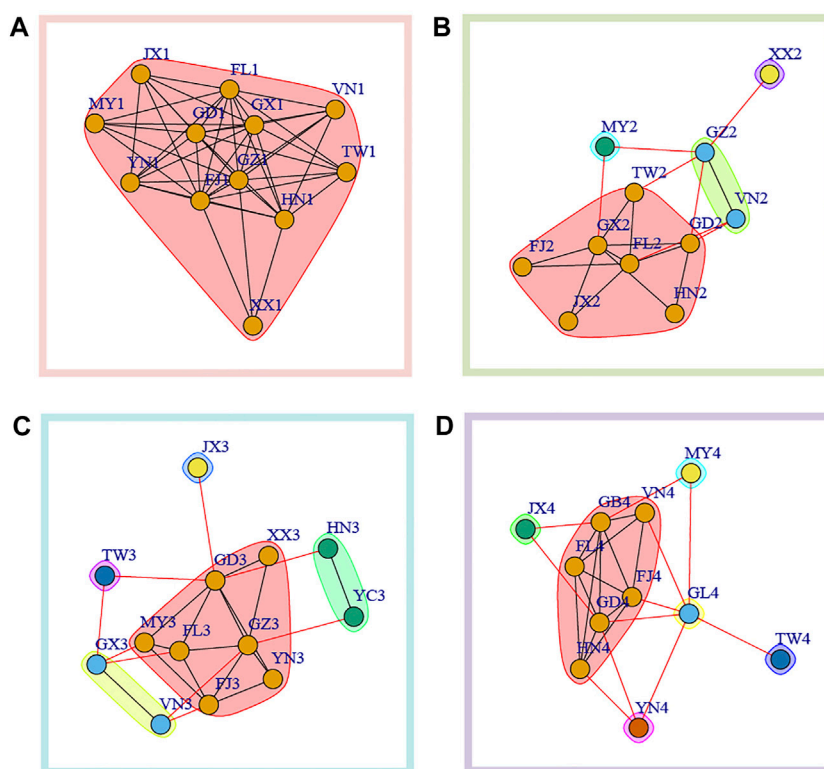 A
JX1
FL1
VN1
MY1
GD1
GX1
TW1
YN1
GZ1
FJ1
HN1
XX1
B
XX2
MY2
GZ2
TW2
VN2
GX2
GD2
FJ2
FL2
JX2
HN2
C
JX3
XX3
HN3
TW3
GD3
YC3
MY3
GZ3
FL3
GX3
YN3
FJ3
VN3
D
MY4
VN4
GB4
JX4
FL4
FJ4
GL4
GD4
HN4
TW4
YN4